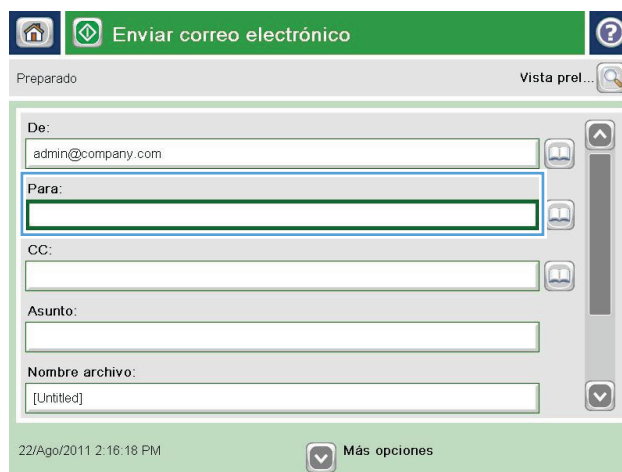 Enviar correo electrónico
Preparado
Vista prel...
De:
admin@company.com
Para:
CC:
Asunto:
Nombre archivo:
[Untitled]
22/Ago/2011 2:16:18 PM
Más opciones